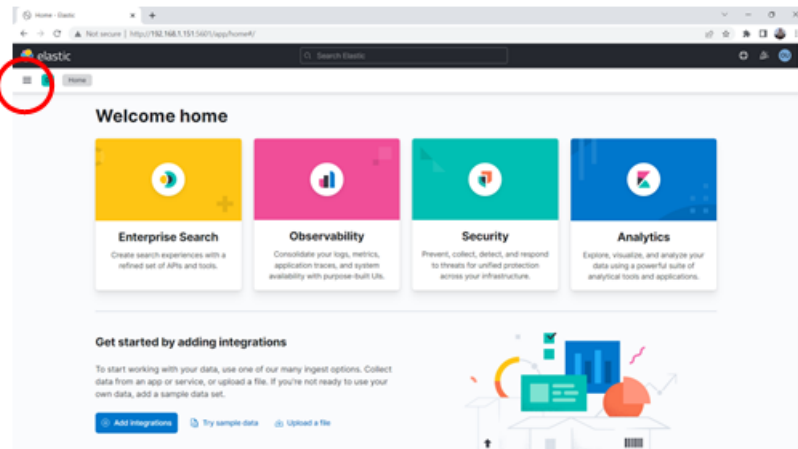 Home - Elastic
Not secure | http://192.168.1.151:5601/app/home#/
elastic
Search Elastic
Home
Welcome home
Enterprise Search
Create search experiences with a
refined set of APIs and tools.
Observability
Consolidate your logs, metrics,
application traces, and system
availability with purpose-built UIs.
Security
Prevent, collect, detect, and respond
to threats for unified protection
across your infrastructure.
Analytics
Explore, visualize, and analyze your
data using a powerful suite of
analytical tools and applications.
Get started by adding integrations
To start working with your data, use one of our many ingest options. Collect
data from an app or service, or upload a file. If you're not ready to use your
own data, add a sample data set.
Add integrations
Try sample data
Upload a file